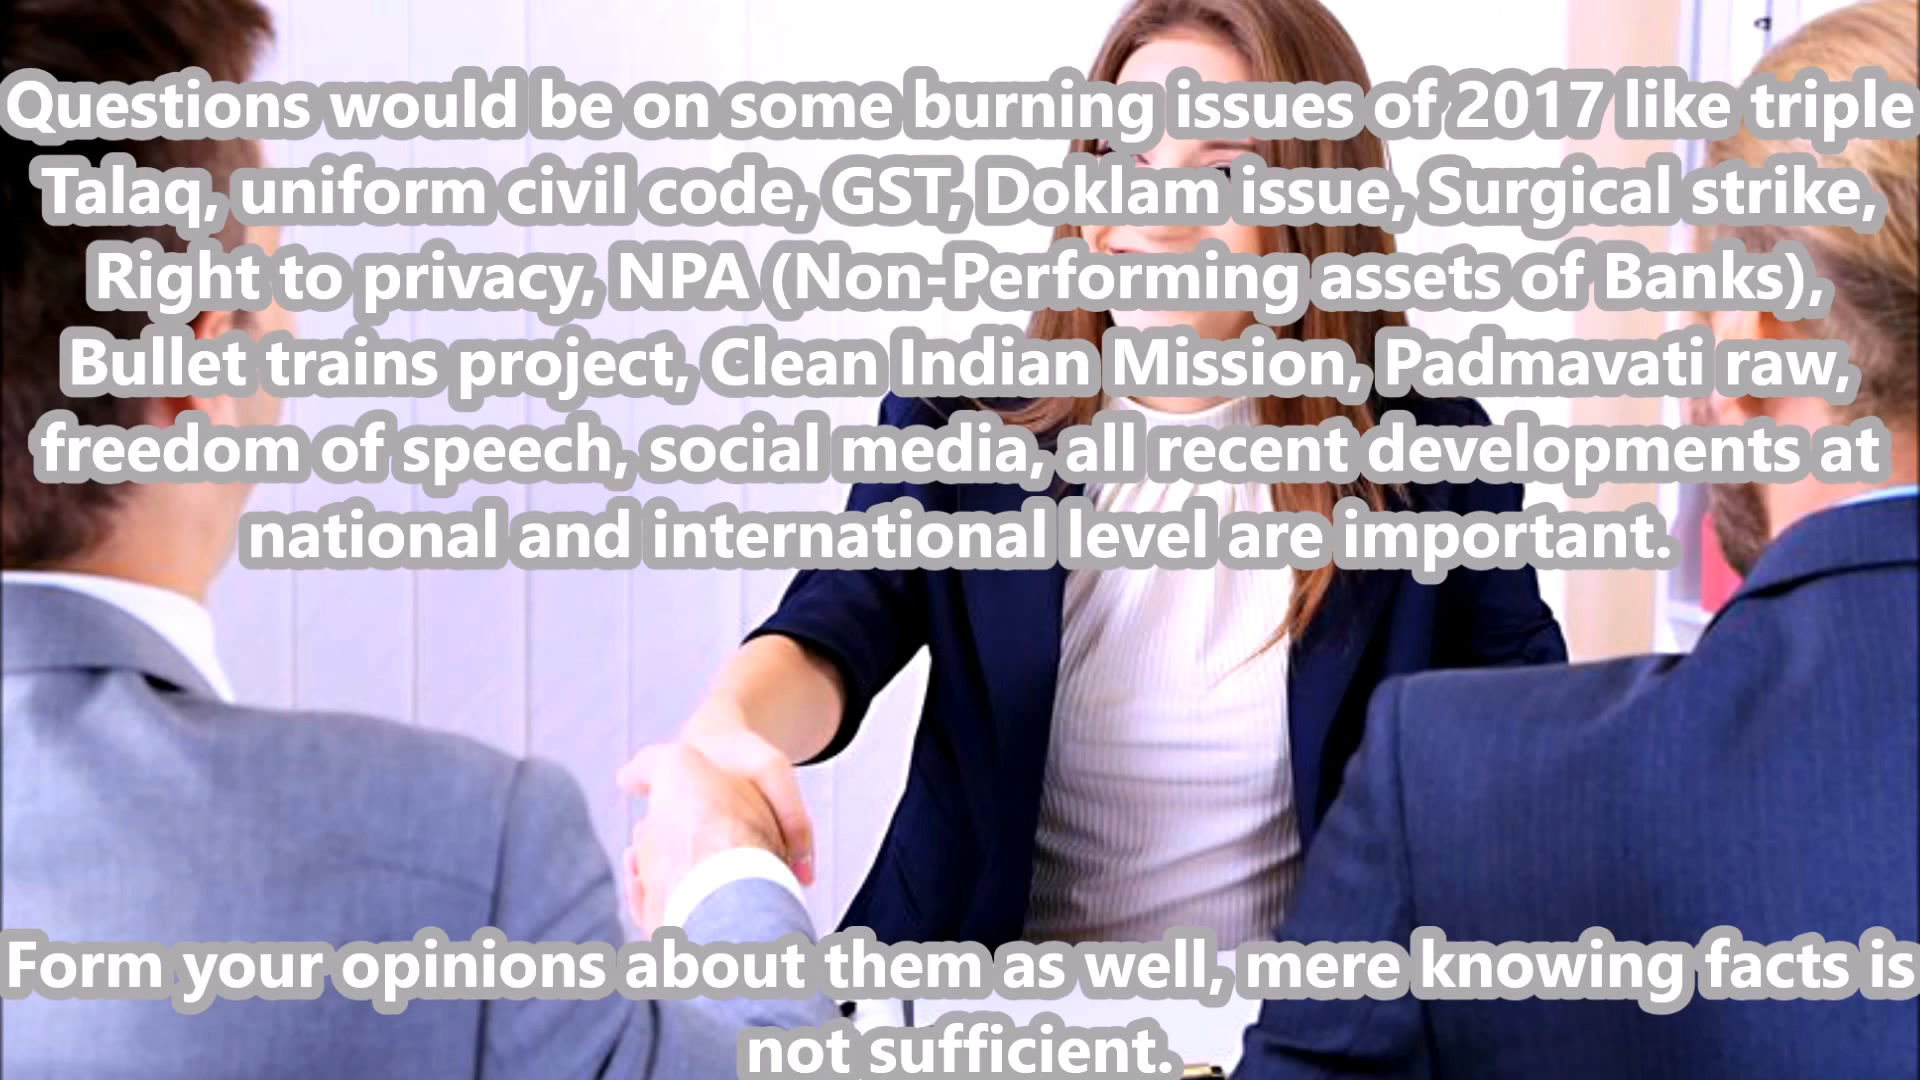 Questions would be on some burning issues of 2017 like triple
Talaq, uniform civil code, GST, Doklam issue, Surgical strike,
Right to privacy, NPA (Non-Performing assets of Banks),
Bullet trains project, Clean Indian Mission, Padmavati raw,
freedom of speech, social media, all recent developments at
national and international level are important.
Form your opinions about them as well, mere knowing facts is
not sufficient.